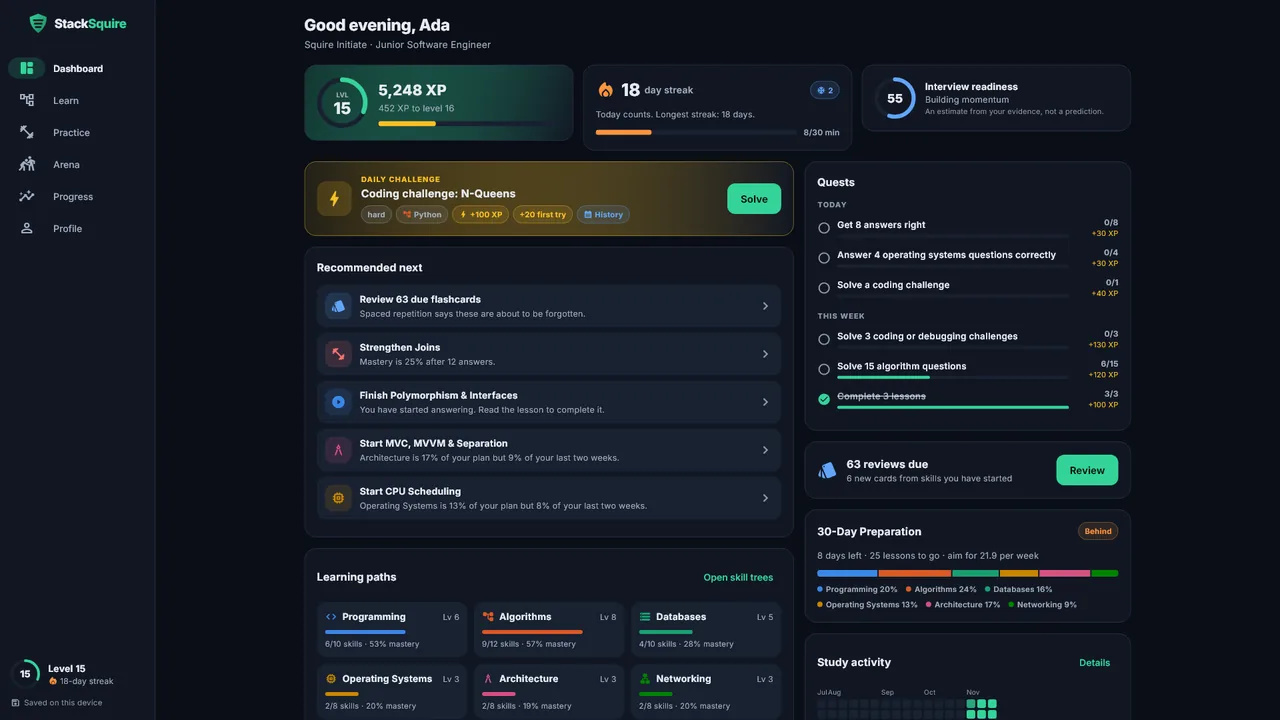 StackSquire
Dashboard
Learn
Practice
Arena
Progress
Profile
15
Level 15
18-day streak
Saved on this device
Good evening, Ada
Squire Initiate · Junior Software Engineer
LVL
15
5,248 XP
452 XP to level 16
18 day streak
2
Today counts. Longest streak: 18 days.
8/30 min
55
Interview readiness
Building momentum
An estimate from your evidence, not a prediction.
DAILY CHALLENGE
Coding challenge: N-Queens
hard
Python
+100 XP
+20 first try
History
Solve
Recommended next
Review 63 due flashcards
Spaced repetition says these are about to be forgotten.
Strengthen Joins
Mastery is 25% after 12 answers.
Finish Polymorphism & Interfaces
You have started answering. Read the lesson to complete it.
Start MVC, MVVM & Separation
Architecture is 17% of your plan but 9% of your last two weeks.
Start CPU Scheduling
Operating Systems is 13% of your plan but 8% of your last two weeks.
Learning paths
Open skill trees
Programming Lv 6
6/10 skills · 53% mastery
Algorithms Lv 8
9/12 skills · 57% mastery
Databases Lv 5
4/10 skills · 28% mastery
Operating Systems Lv 3
2/8 skills · 20% mastery
Architecture Lv 3
2/8 skills · 19% mastery
Networking Lv 3
2/8 skills · 20% mastery
Quests
TODAY
Get 8 answers right 0/8
+30 XP
Answer 4 operating systems questions correctly 0/4
+30 XP
Solve a coding challenge 0/1
+40 XP
THIS WEEK
Solve 3 coding or debugging challenges 0/3
+130 XP
Solve 15 algorithm questions 6/15
+120 XP
Complete 3 lessons 3/3
+100 XP
63 reviews due
6 new cards from skills you have started
Review
30-Day Preparation
Behind
8 days left · 25 lessons to go · aim for 21.9 per week
Programming 20% Algorithms 24% Databases 16%
Operating Systems 13% Architecture 17% Networking 9%
Study activity
Details
Jul Aug Sep Oct Nov